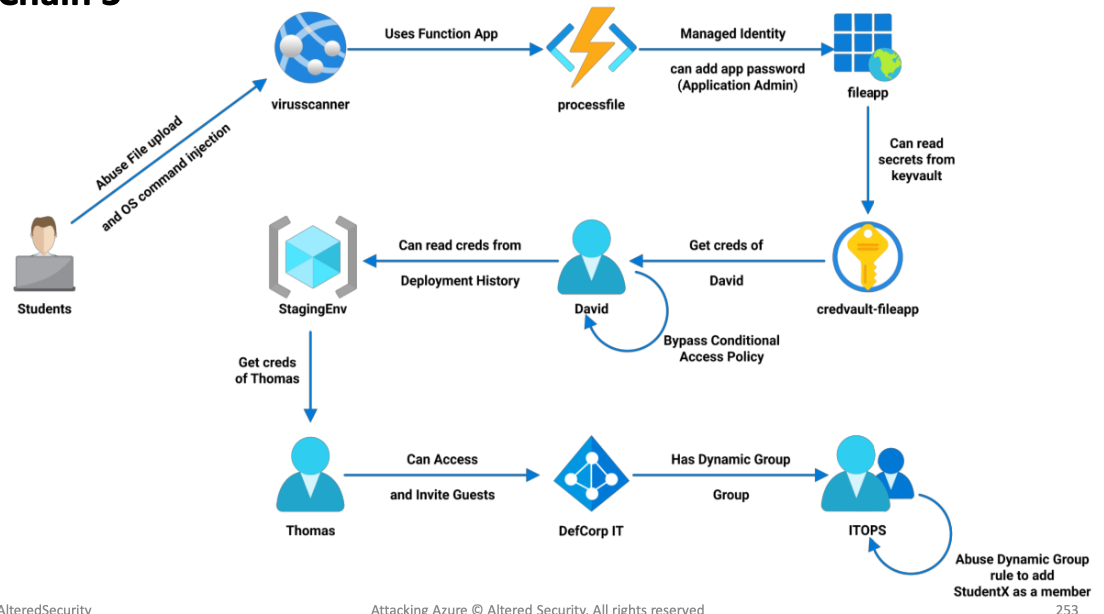 Uses Function App
Managed Identity
can add app password
(Application Admin)
virusscanner
processfile
fileapp
Abuse File upload
and OS command injection
Can read
secrets from
keyvault
Students
Can read creds from
Deployment History
Get creds of
David
StagingEnv
David
credvault-fileapp
Bypass Conditional
Access Policy
Get creds
of Thomas
Can Access
and Invite Guests
Has Dynamic Group
Group
Thomas
DefCorp IT
ITOPS
Abuse Dynamic Group
rule to add
StudentX as a member
AlteredSecurity
Attacking Azure © Altered Security. All rights reserved
253